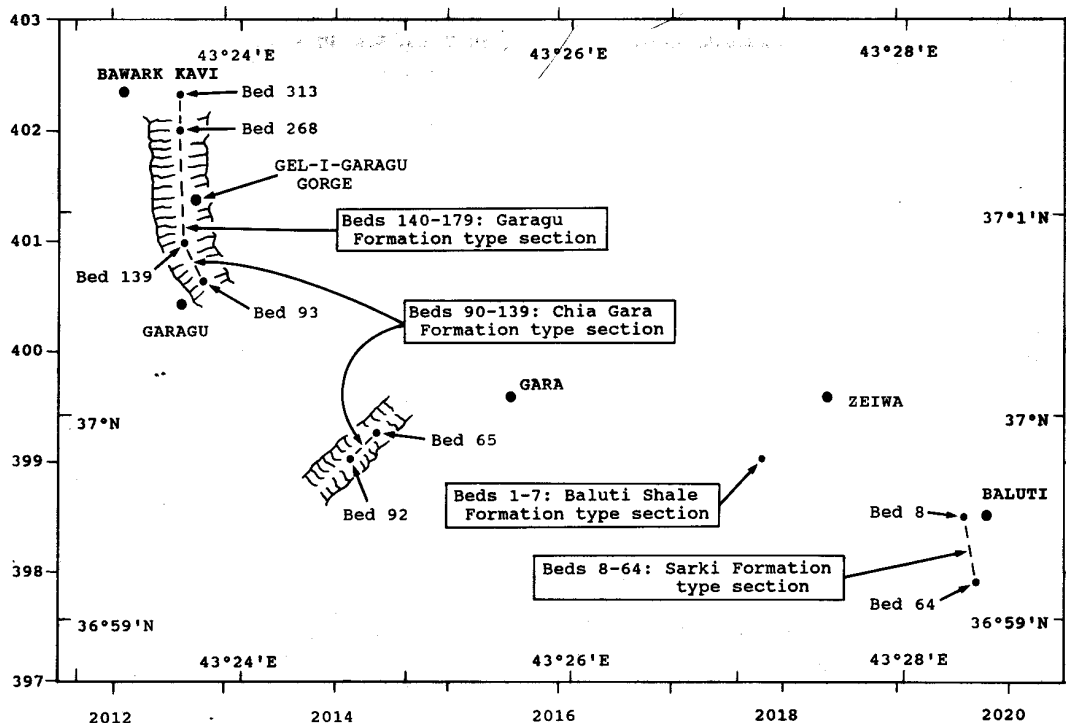 403
43°24'E
43°26'E
43°28'E
BAWARK KAVI
Bed 313
402
Bed 268
GEL-I-GARAGU
GORGE
Beds 140-179: Garagu
Formation type section
37°1'N
401
Bed 139
Bed 93
Beds 90-139: Chia Gara
Formation type section
GARAGU
400
GARA
ZEIWA
37°N
37°N
Bed 65
399
Bed 92
Beds 1-7: Baluti Shale
Formation type section
BALUTI
Bed 8
Beds 8-64: Sarki Formation
type section
398
Bed 64
36°59'N
36°59'N
43°24'E
43°26'E
43°28'E
397
2012
2014
2016
2018
2020